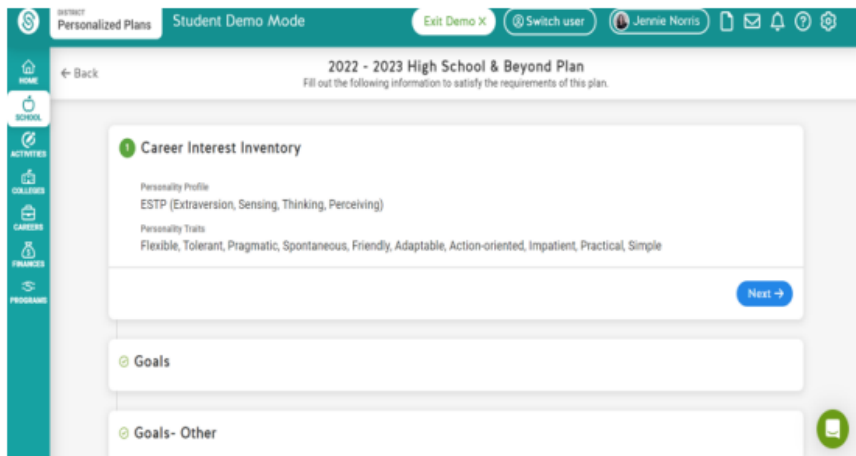 DISTRICT
Personalized Plans
Student Demo Mode
Exit Demo X
Switch user
Jennie Norris
HOME
← Back
2022 - 2023 High School & Beyond Plan
Fill out the following information to satisfy the requirements of this plan.
SCHOOL
ACTIVITIES
COLLEGES
CAREERS
FINANCES
PROGRAMS
1 Career Interest Inventory
Personality Profile
ESTP (Extraversion, Sensing, Thinking, Perceiving)
Personality Traits
Flexible, Tolerant, Pragmatic, Spontaneous, Friendly, Adaptable, Action-oriented, Impatient, Practical, Simple
Next →
Goals
Goals- Other